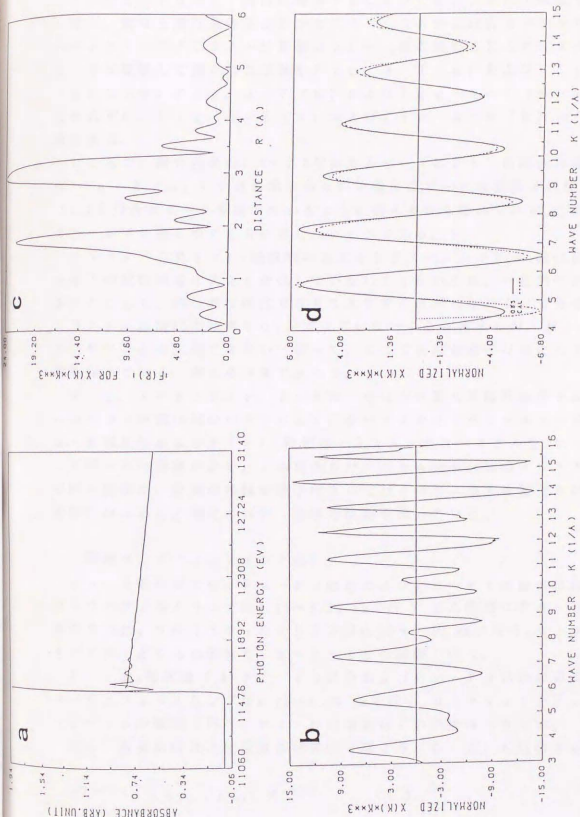 a
1.54
1.14
0.74
0.34
-0.06
ABSORBANCE (ARB.UNIT)
11060 11476 11892 12308 12724 13140
PHOTON ENERGY (EV)
b
15.00
9.00
3.00
-3.00
-9.00
-15.00
NORMALIZED X(K)*K**3
3 4 5 6 7 8 9 10 11 12 13 14 15 16
WAVE NUMBER K (1/A)
c
24.00
19.20
14.40
9.60
4.80
0.00
'F(R)' FOR X(K)*K**3
0 1 2 3 4 5 6
DISTANCE R (A)
d
6.80
4.08
1.36
-1.36
-4.08
-6.80
NORMALIZED X(K)*K**3
4 5 6 7 8 9 10 11 12 13 14 15
WAVE NUMBER K (1/A)